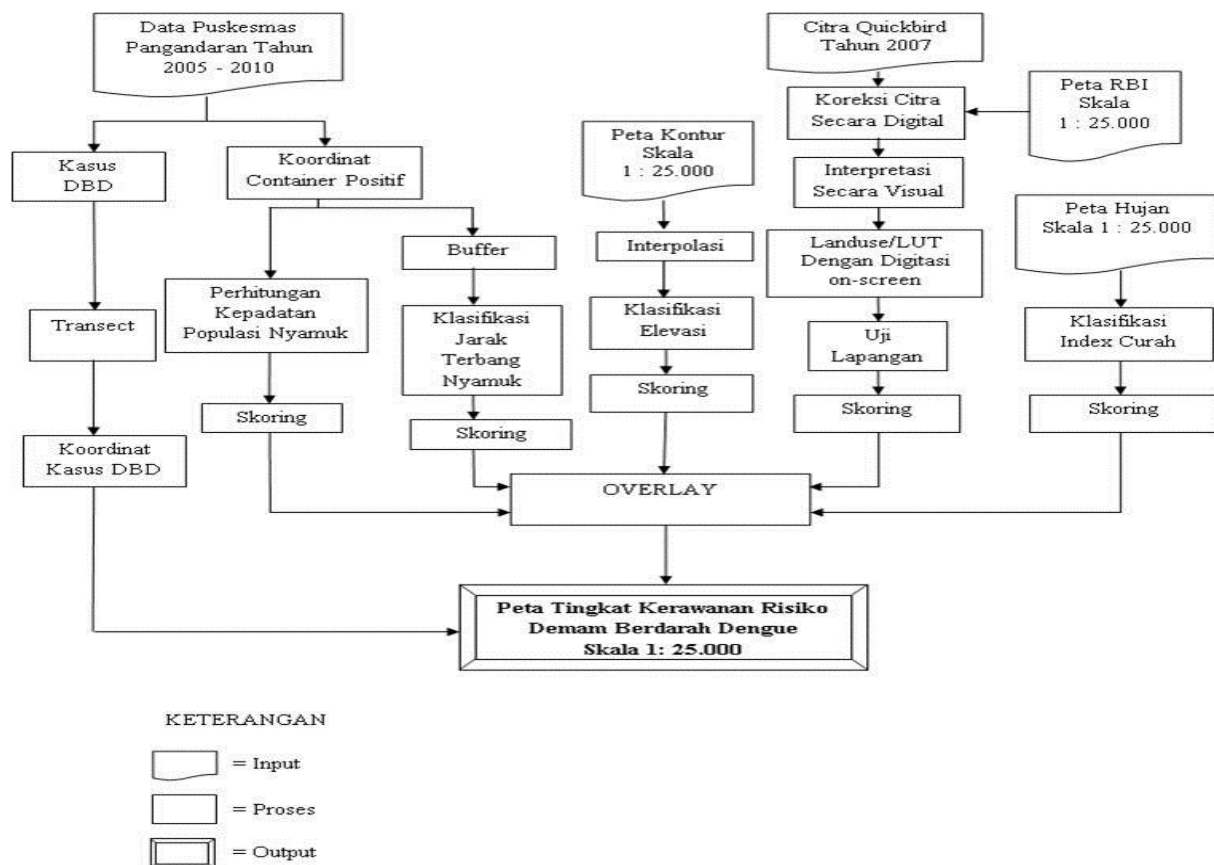 Data Puskesmas
Pangandaran Tahun
2005 - 2010
Citra Quickbird
Tahun 2007
Peta RBI
Skala
1 : 25.000
Koreksi Citra
Secara Digital
Peta Kontur
Skala
1 : 25.000
Kasus
DBD
Koordinat
Container Positif
Interpretasi
Secara Visual
Peta Hujan
Skala 1 : 25.000
Buffer
Interpolasi
Landuse/LUT
Dengan Digitasi
on-screen
Perhitungan
Kepadatan
Populasi Nyamuk
Transect
Klasifikasi
Jarak
Terbang
Nyamuk
Klasifikasi
Elevasi
Uji
Lapangan
Klasifikasi
Index Curah
Skoring
Skoring
Skoring
Skoring
Skoring
Koordinat
Kasus DBD
OVERLAY
Peta Tingkat Kerawanan Risiko
Demam Berdarah Dengue
Skala 1: 25.000
KETERANGAN
= Input
= Proses
= Output